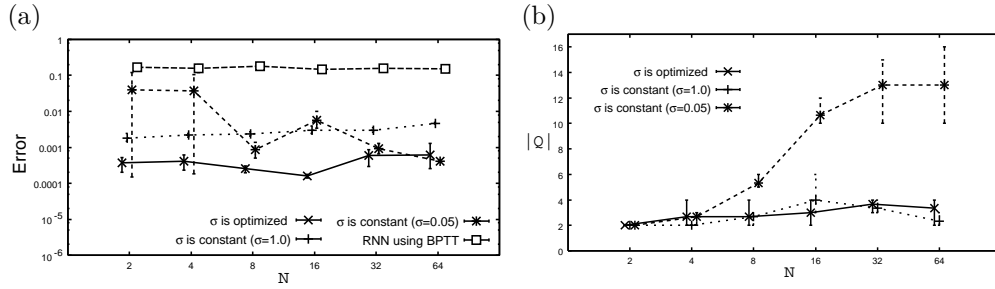 (a)
1
0.1
0.01
0.001
0.0001
10^-5
10^-6
Error
σ is optimized
σ is constant (σ=1.0)
σ is constant (σ=0.05)
RNN using BPTT
2 4 8 16 32 64
N
(b)
16
14
12
10
8
6
4
2
0
|Q|
σ is optimized
σ is constant (σ=1.0)
σ is constant (σ=0.05)
2 4 8 16 32 64
N